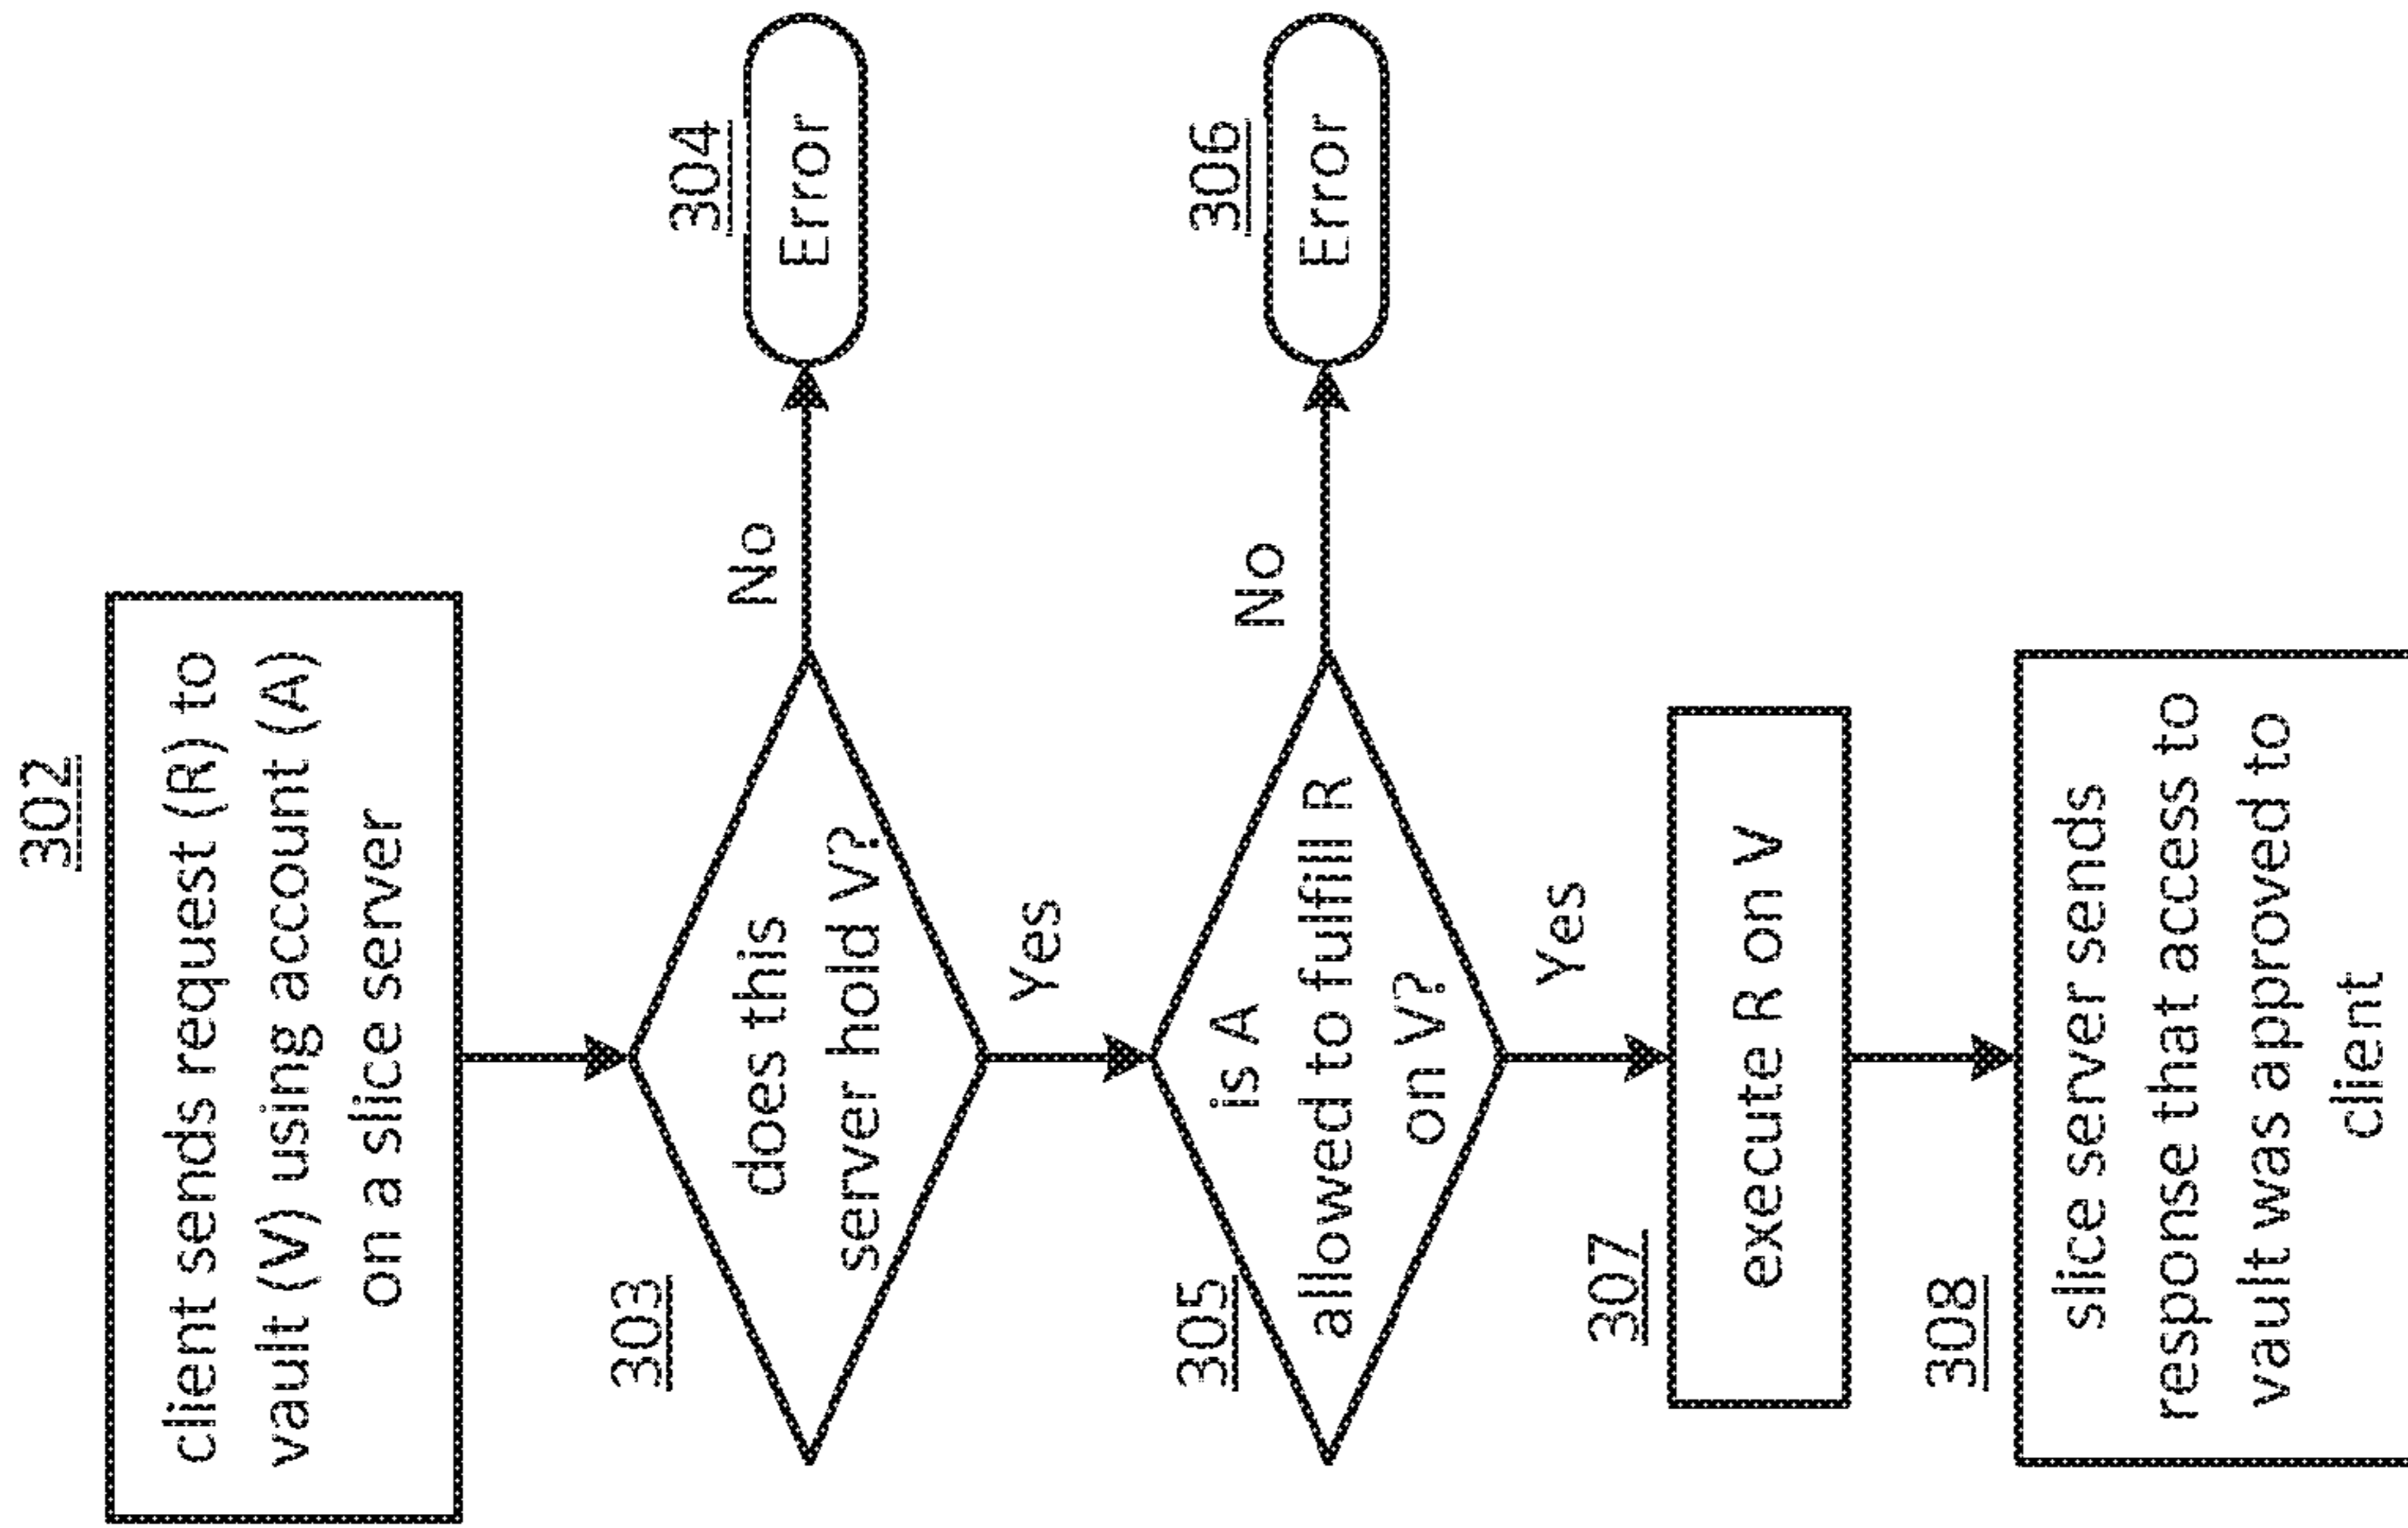 302
client sends request (R) to
vault (V) using account (A)
on a slice server
303
does this
server hold V?
No
304
Error
Yes
305
is A
allowed to fulfill R
on V?
No
306
Error
Yes
307
execute R on V
308
slice server sends
response that access to
vault was approved to
client